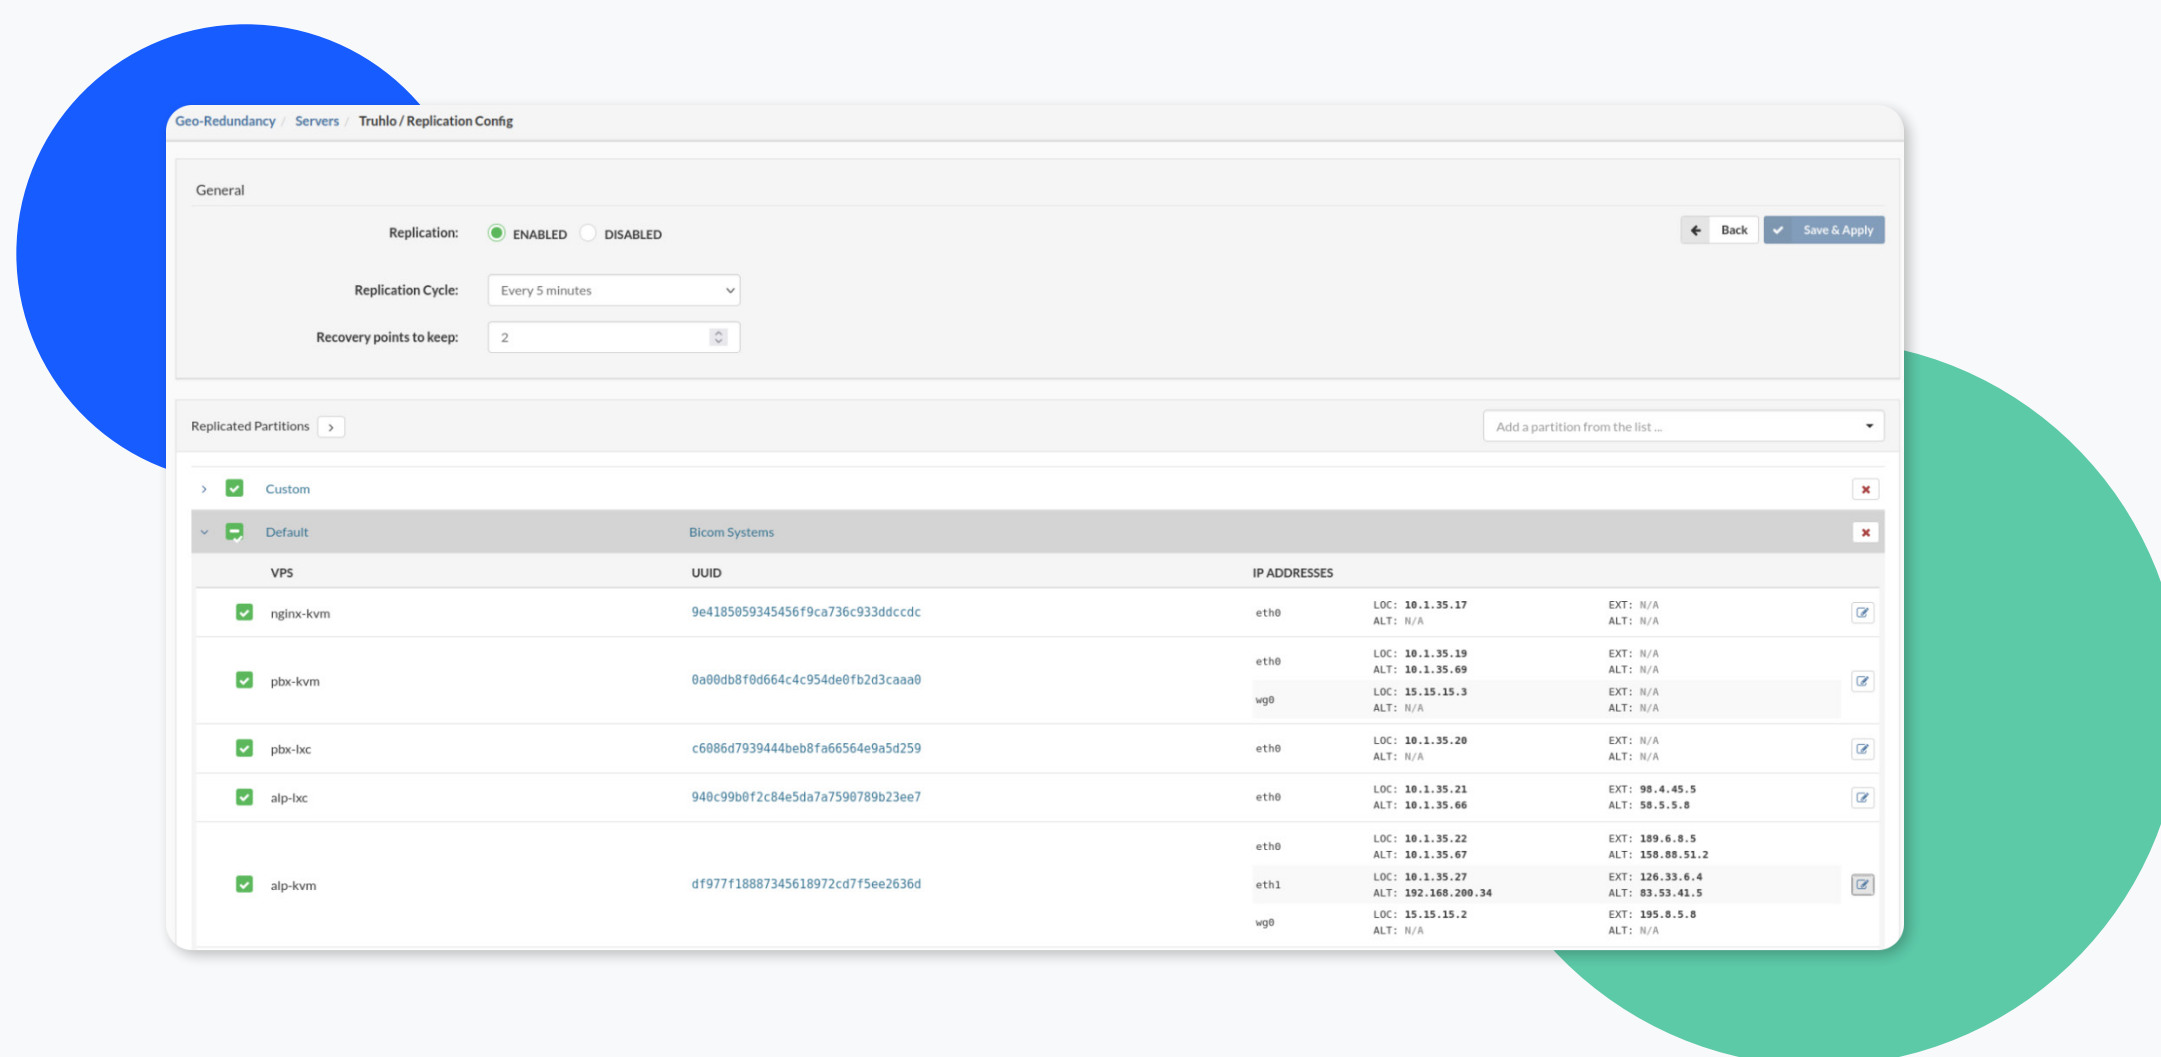 Geo-Redundancy / Servers / Truhlo / Replication Config
General
Replication: ENABLED DISABLED
Back Save & Apply
Replication Cycle: Every 5 minutes
Recovery points to keep: 2
Replicated Partitions
Add a partition from the list ...
Custom
Default Bicom Systems
VPS UUID IP ADDRESSES
nginx-kvm 9e4185059345456f9ca736c933ddccdc eth0 LOC: 10.1.35.17 EXT: N/A
ALT: N/A ALT: N/A
pbx-kvm 0a00db8f0d664c4c954de0fb2d3caaa0 eth0 LOC: 10.1.35.19 EXT: N/A
ALT: 10.1.35.69 ALT: N/A
wg0 LOC: 15.15.15.3 EXT: N/A
ALT: N/A ALT: N/A
pbx-lxc c6086d7939444beb8fa66564e9a5d259 eth0 LOC: 10.1.35.20 EXT: N/A
ALT: N/A ALT: N/A
alp-lxc 940c99b0f2c84e5da7a7590789b23ee7 eth0 LOC: 10.1.35.21 EXT: 98.4.45.5
ALT: 10.1.35.66 ALT: 58.5.5.8
alp-kvm df977f18887345618972cd7f5ee2636d eth0 LOC: 10.1.35.22 EXT: 189.6.8.5
ALT: 10.1.35.67 ALT: 158.88.51.2
eth1 LOC: 10.1.35.27 EXT: 126.33.6.4
ALT: 192.168.200.34 ALT: 83.53.41.5
wg0 LOC: 15.15.15.2 EXT: 195.8.5.8
ALT: N/A ALT: N/A